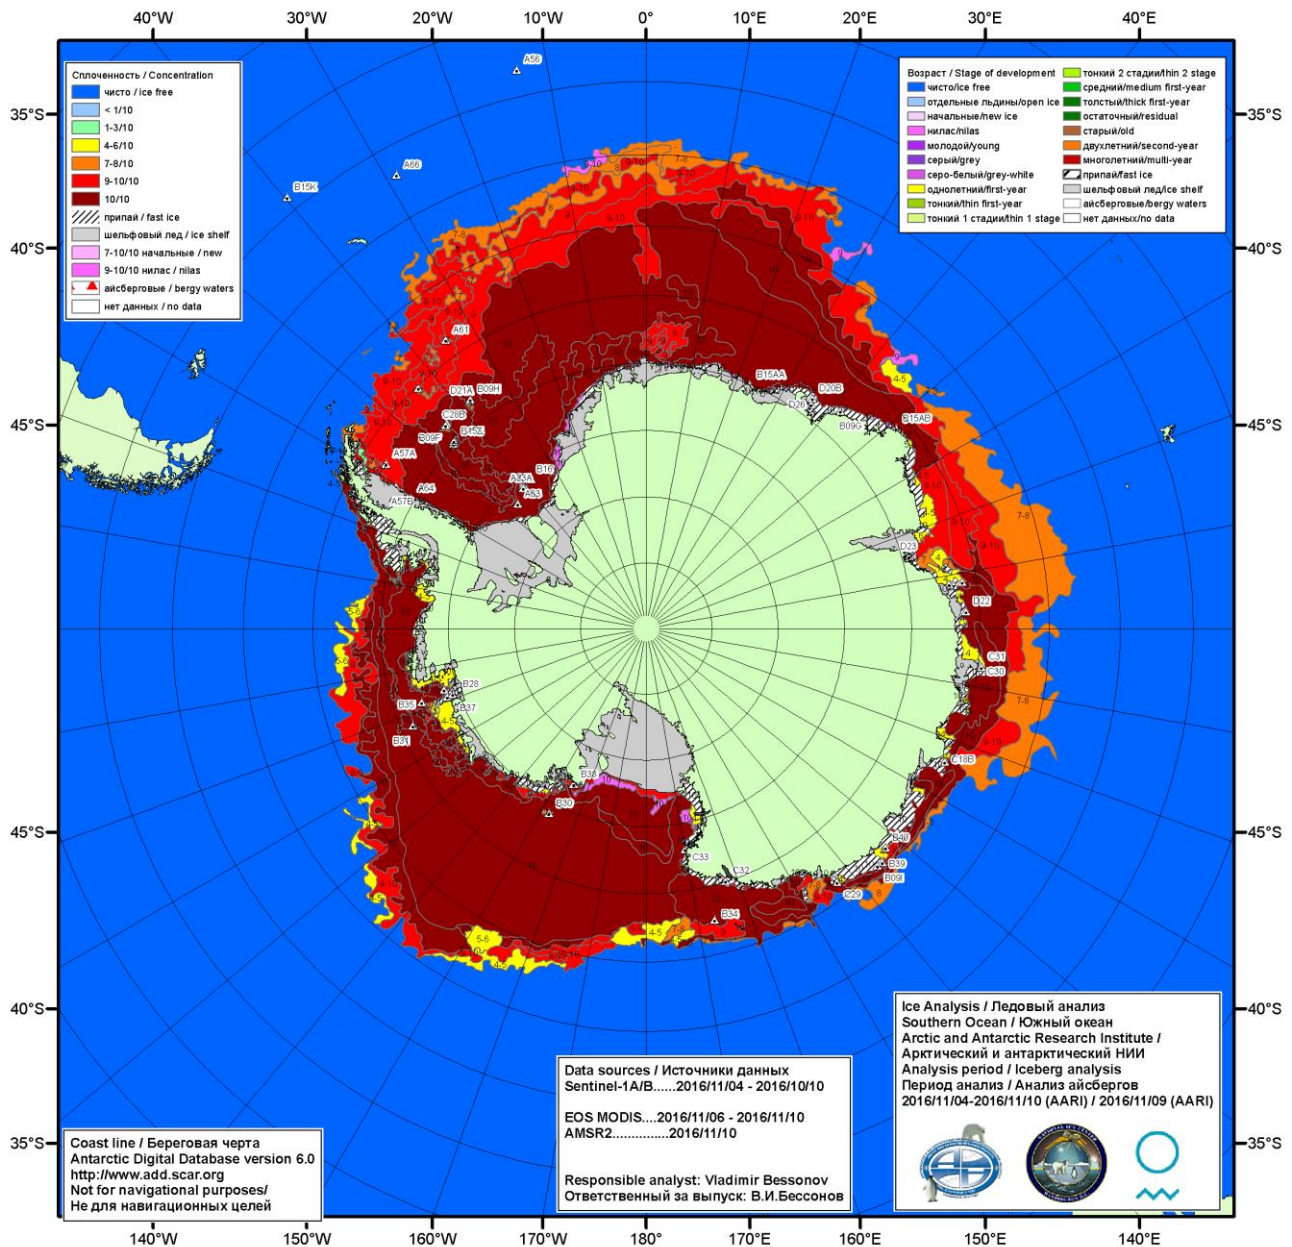 40°W 30°W 20°W 10°W 0° 10°E 20°E 30°E 40°E
35°S
40°S
45°S
45°S
40°S
35°S
35°S
40°S
45°S
45°S
40°S
35°S
140°W 150°W 160°W 170°W 180° 170°E 160°E 150°E 140°E
Сплоченность / Concentration
чисто / ice free
< 1/10
1-3/10
4-6/10
7-8/10
9-10/10
10/10
припай / fast ice
шельфовый лед / ice shelf
7-10/10 начальные / new
9-10/10 нилас / nilas
айсберговые / bergy waters
нет данных / no data
Возраст / Stage of development
чисто/ice free
отдельные льдины/open ice
начальные/new ice
нилас/nilas
молодой/young
серый/grey
серо-белый/grey-white
однолетний/first-year
тонкий/thin first-year
тонкий 1 стадии/thin 1 stage
тонкий 2 стадии/thin 2 stage
средний/medium first-year
толстый/thick first-year
остаточный/residual
старый/old
двухлетний/second-year
многолетний/multi-year
припай/fast ice
шельфовый лед/ice shelf
айсберговые/bergy waters
нет данных/no data
A56
A66
B15K
A61
D21A
B09H
C28B
B09F
A57A
A64
A57B
A63
B16
B15AA
D20B
B09G
B15AB
D23
D22
C31
C30
C18B
B39
B09I
C29
C32
C33
B34
B30
B28
B37
B35
B31
Ice Analysis / Ледовый анализ
Southern Ocean / Южный океан
Arctic and Antarctic Research Institute /
Арктический и антарктический НИИ
Analysis period / Iceberg analysis
Период анализ / Анализ айсбергов
2016/11/04-2016/11/10 (AARI) / 2016/11/09 (AARI)
Data sources / Источники данных
Sentinel-1A/B......2016/11/04 - 2016/10/10
EOS MODIS....2016/11/06 - 2016/11/10
AMSR2..............2016/11/10
Responsible analyst: Vladimir Bessonov
Ответственный за выпуск: В.И.Бессонов
Coast line / Береговая черта
Antarctic Digital Database version 6.0
http://www.add.scar.org
Not for navigational purposes/
Не для навигационных целей